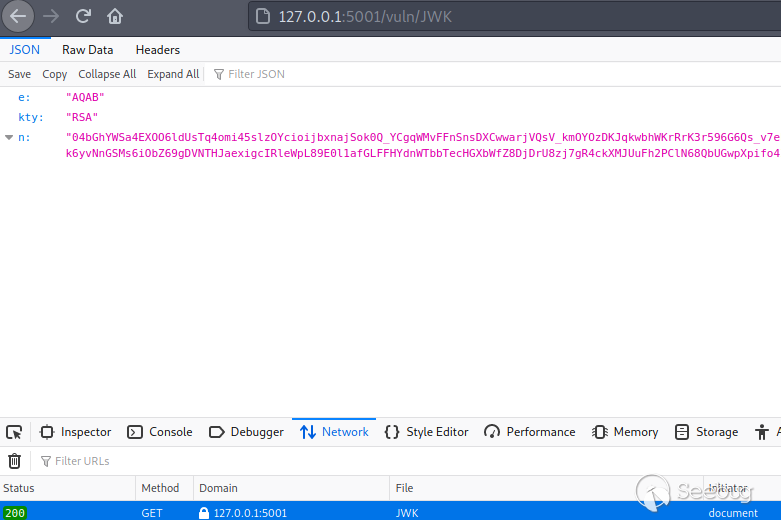 127.0.0.1:5001/vuln/JWK
JSON Raw Data Headers
Save Copy Collapse All Expand All Filter JSON
e: "AQAB"
kty: "RSA"
n: "04bGhYWSa4EXOO6ldUsTq4omi45slzOYcioijbxnajSok0Q_YCgqWMvFFnSnsDXCwwarjVQsV_kmOYOzDKJqkwbhWKrRrK3r596G6Qs_v7e
k6yvNnGSMs6iObZ69gDVNTHJaexigcIRleWpL89E0l1afGLFFHYdnWTbbTecHGXbWfZ8DjDrU8zj7gR4ckXMJUuFh2PClN68QbUGwpXpifo4
Inspector Console Debugger Network Style Editor Performance Memory Storage A
Filter URLs
Status Method Domain File Initiator
200 GET 127.0.0.1:5001 JWK document
Seebug